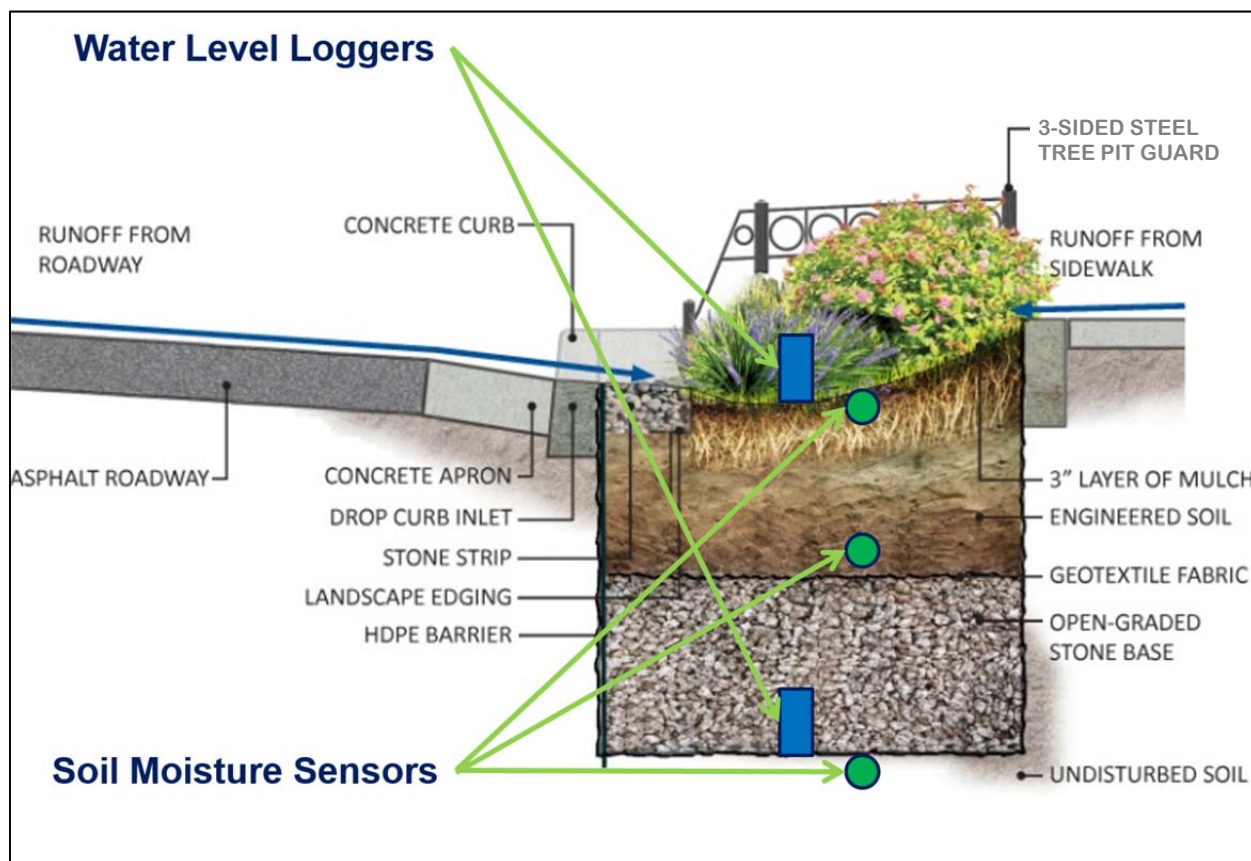 Water Level Loggers
3-SIDED STEEL
TREE PIT GUARD
CONCRETE CURB
RUNOFF FROM
ROADWAY
RUNOFF FROM
SIDEWALK
ASPHALT ROADWAY
CONCRETE APRON
DROP CURB INLET
STONE STRIP
LANDSCAPE EDGING
HDPE BARRIER
3” LAYER OF MULCH
ENGINEERED SOIL
GEOTEXTILE FABRIC
OPEN-GRADED
STONE BASE
Soil Moisture Sensors
UNDISTURBED SOIL